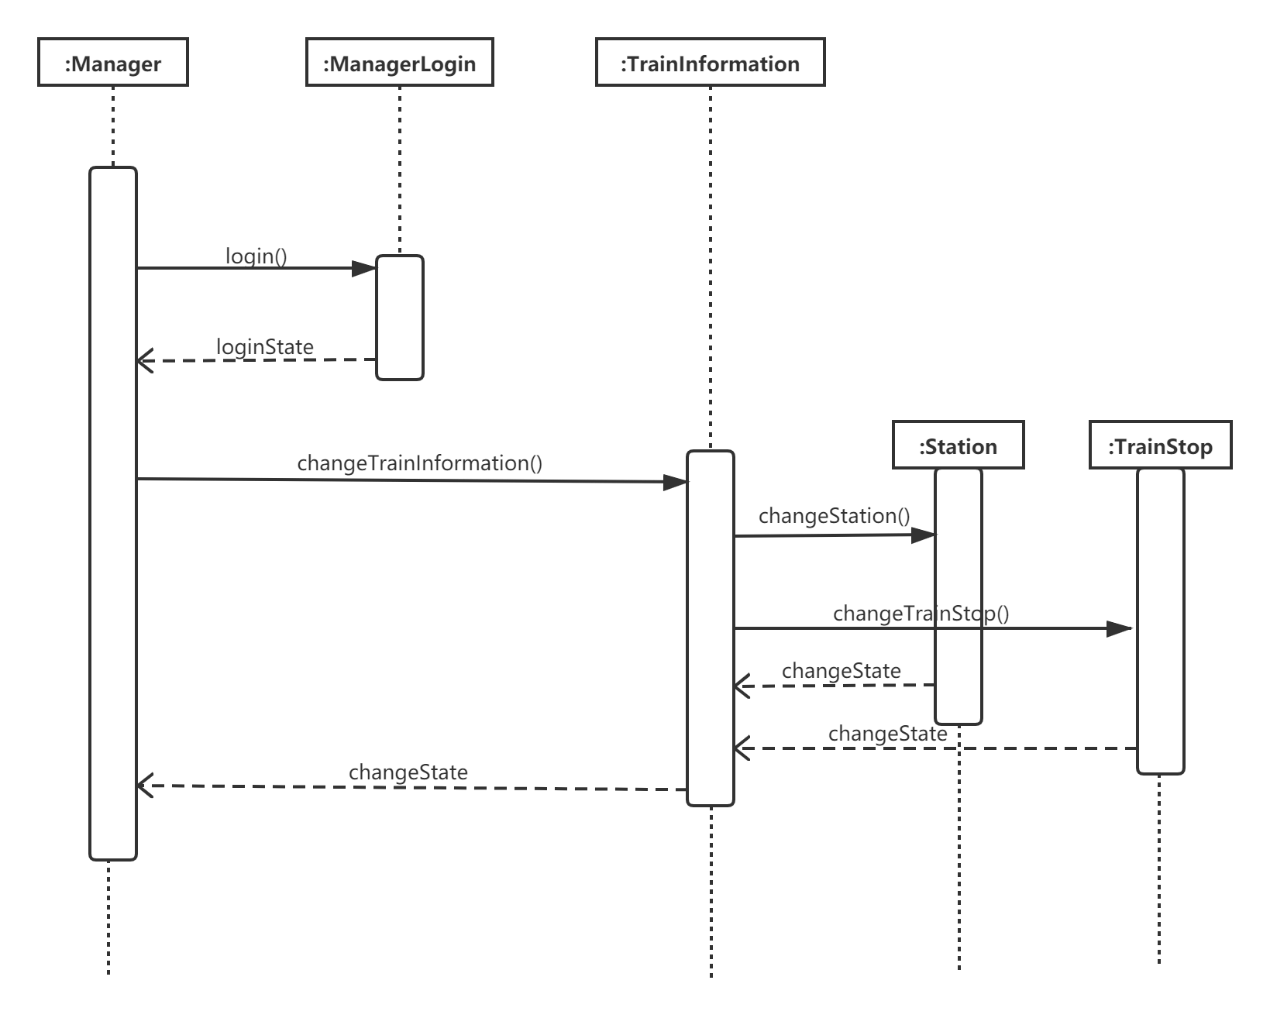 :Manager
:ManagerLogin
:TrainInformation
login()
loginState
:Station
:TrainStop
changeTrainInformation()
changeStation()
changeTrainStop()
changeState
changeState
changeState